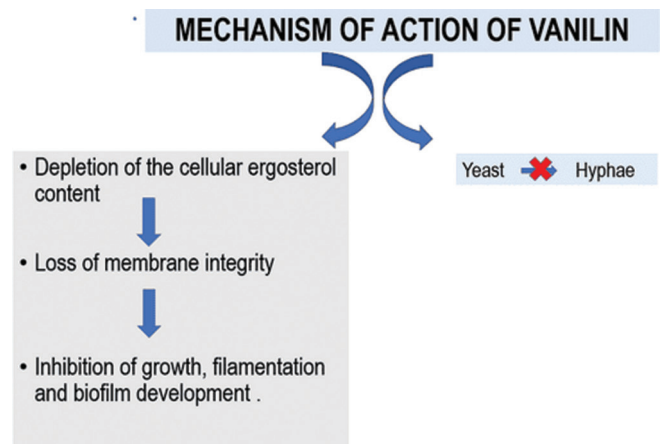 MECHANISM OF ACTION OF VANILIN
• Depletion of the cellular ergosterol
content
• Loss of membrane integrity
• Inhibition of growth, filamentation
and biofilm development .
Yeast Hyphae